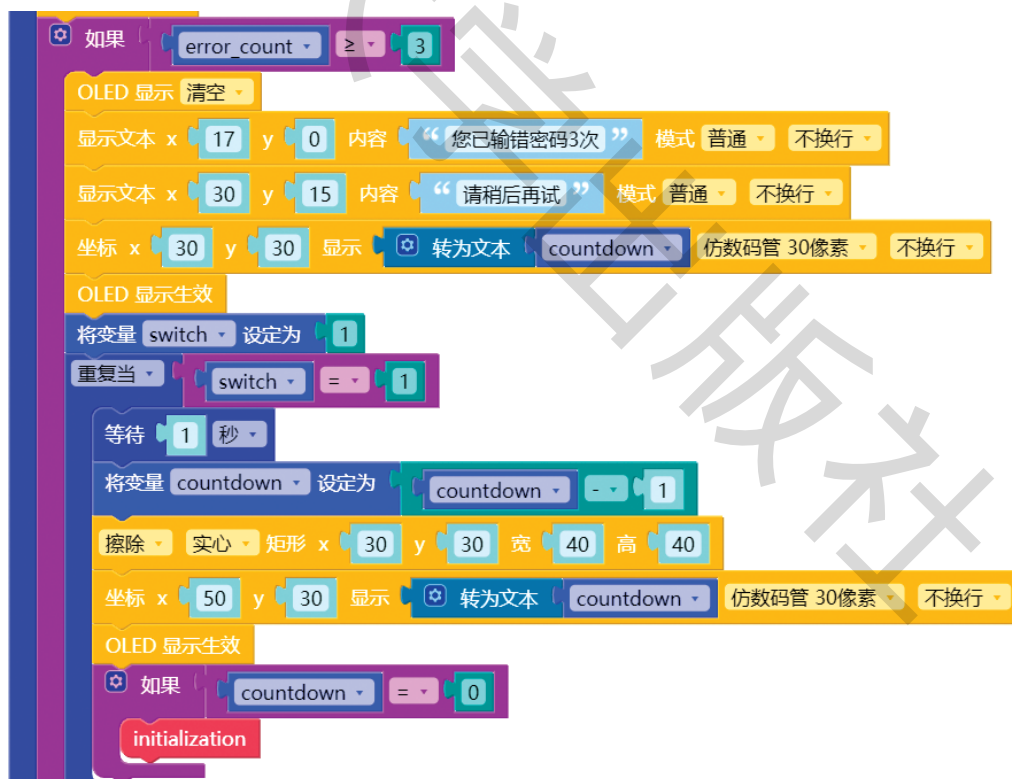 如果 error_count ≥ 3
OLED 显示 清空
显示文本 x 17 y 0 内容 “ 您已输错密码3次 ” 模式 普通 不换行
显示文本 x 30 y 15 内容 “ 请稍后再试 ” 模式 普通 不换行
坐标 x 30 y 30 显示 转为文本 countdown 仿数码管 30像素 不换行
OLED 显示生效
将变量 switch 设定为 1
重复当 switch = 1
等待 1 秒
将变量 countdown 设定为 countdown - 1
擦除 实心 矩形 x 30 y 30 宽 40 高 40
坐标 x 50 y 30 显示 转为文本 countdown 仿数码管 30像素 不换行
OLED 显示生效
如果 countdown = 0
initialization
学出版社